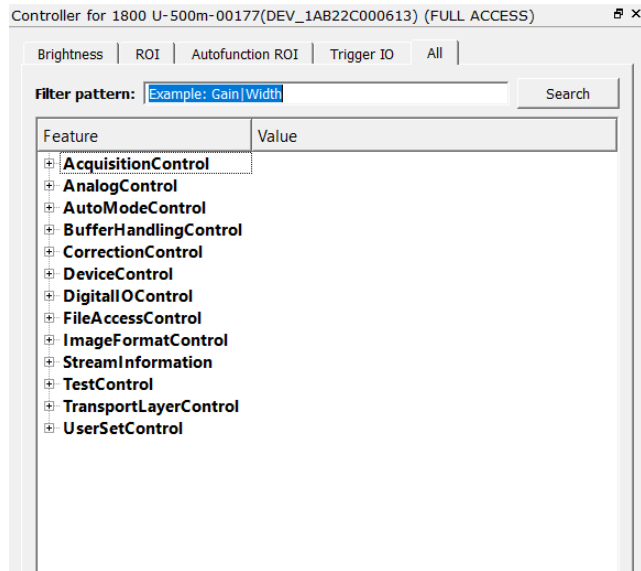 Controller for 1800 U-500m-00177(DEV_1AB22C000613) (FULL ACCESS)
Brightness ROI Autofunction ROI Trigger IO All
Filter pattern: Example: Gain|Width Search
Feature Value
AcquisitionControl
AnalogControl
AutoModeControl
BufferHandlingControl
CorrectionControl
DeviceControl
DigitalIOControl
FileAccessControl
ImageFormatControl
StreamInformation
TestControl
TransportLayerControl
UserSetControl